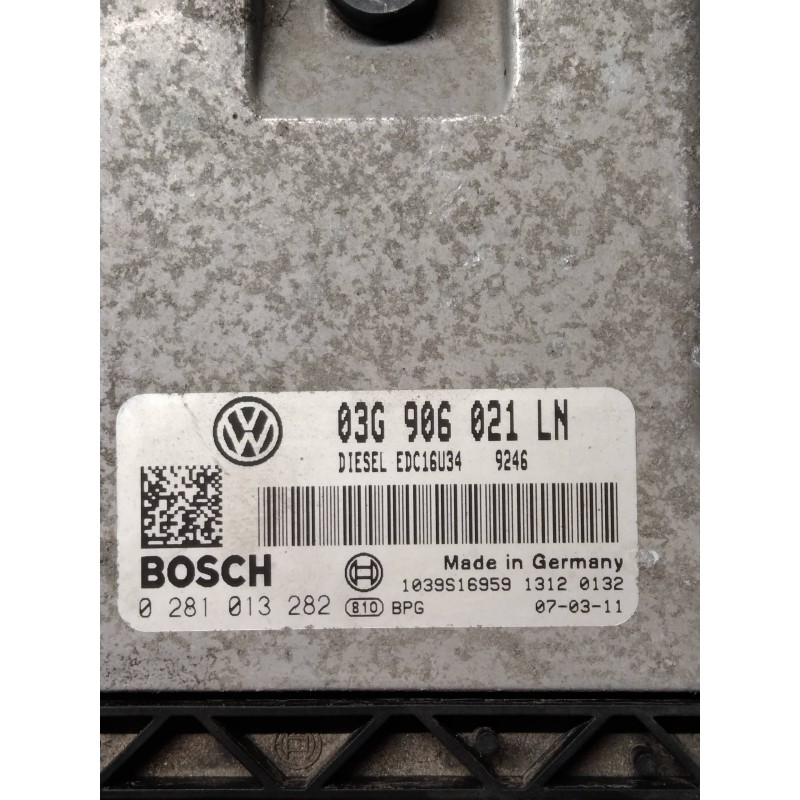 03G 906 021 LN
DIESEL EDC16U34 9246
BOSCH
Made in Germany
1039S16959 1312 0132
0 281 013 282 810 BPG 07-03-11